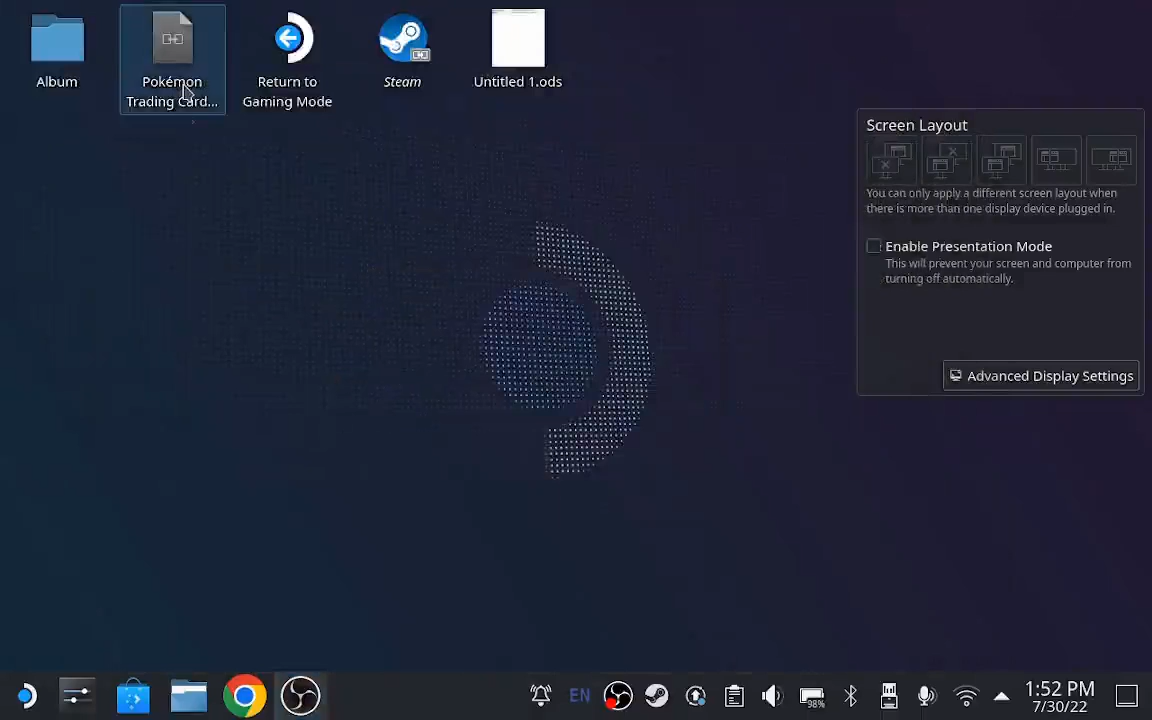 Album
Pokémon
Trading Card...
Return to
Gaming Mode
Steam
Untitled 1.ods
Screen Layout
You can only apply a different screen layout when
there is more than one display device plugged in.
Enable Presentation Mode
This will prevent your screen and computer from
turning off automatically.
Advanced Display Settings
EN
98%
1:52 PM
7/30/22